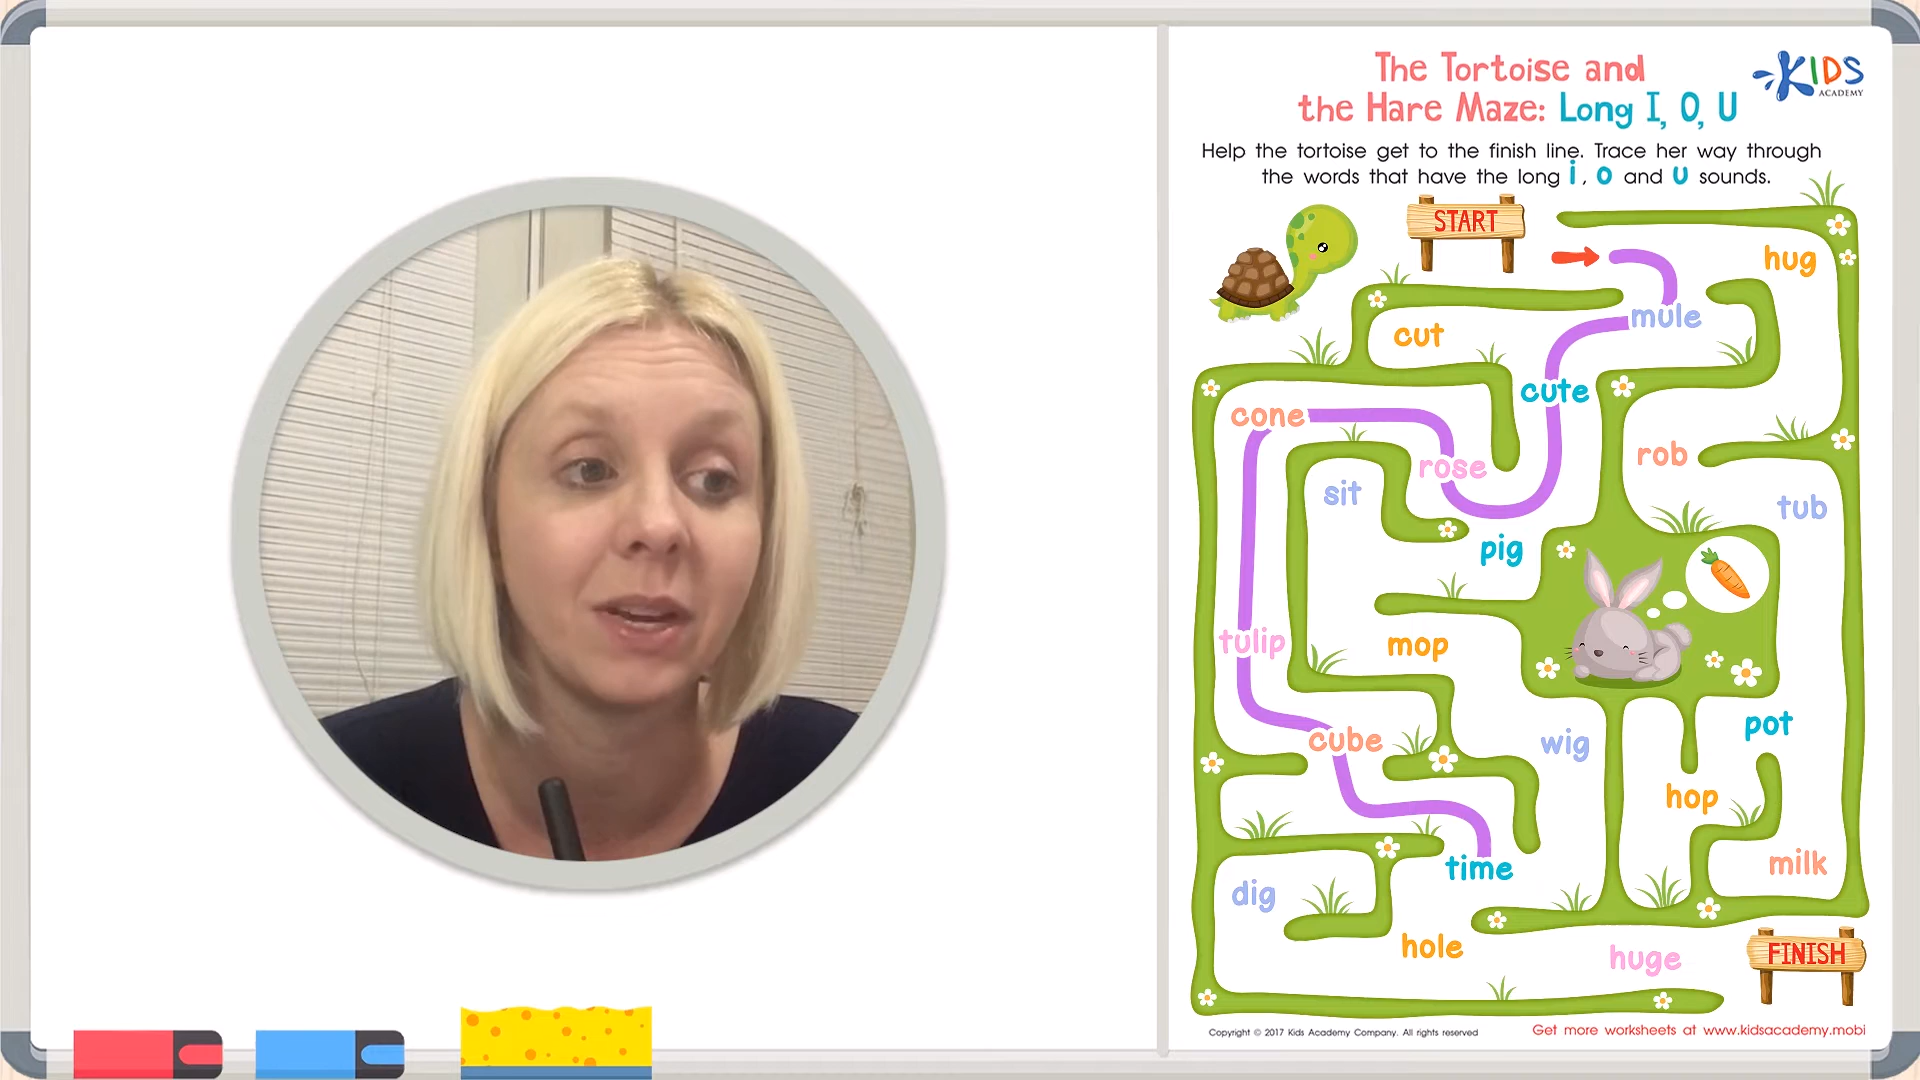 The Tortoise and
the Hare Maze: Long I, O, U
KIDS
ACADEMY
Help the tortoise get to the finish line. Trace her way through
the words that have the long i, o and u sounds.
START
hug
mule
cut
cute
cone
rob
rose
sit
tub
pig
tulip
mop
pot
cube
wig
hop
milk
time
dig
hole
huge
FINISH
Copyright © 2017 Kids Academy Company. All rights reserved
Get more worksheets at www.kidsacademy.mobi